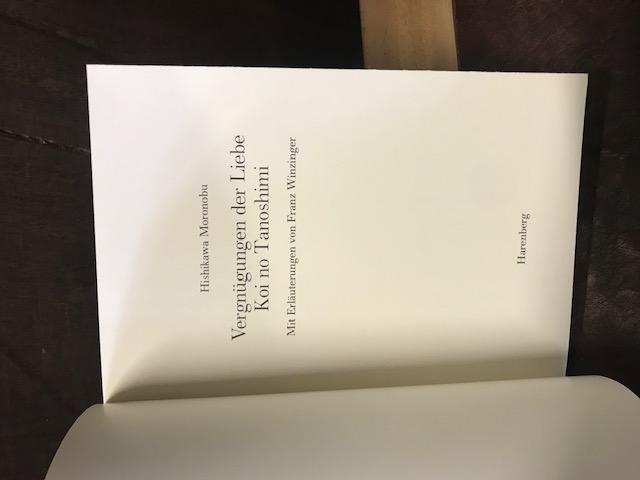 Hishikawa Moronobu
Vergnügungen der Liebe
Koi no Tanoshimi
Mit Erläuterungen von Franz Winzinger
Harenberg